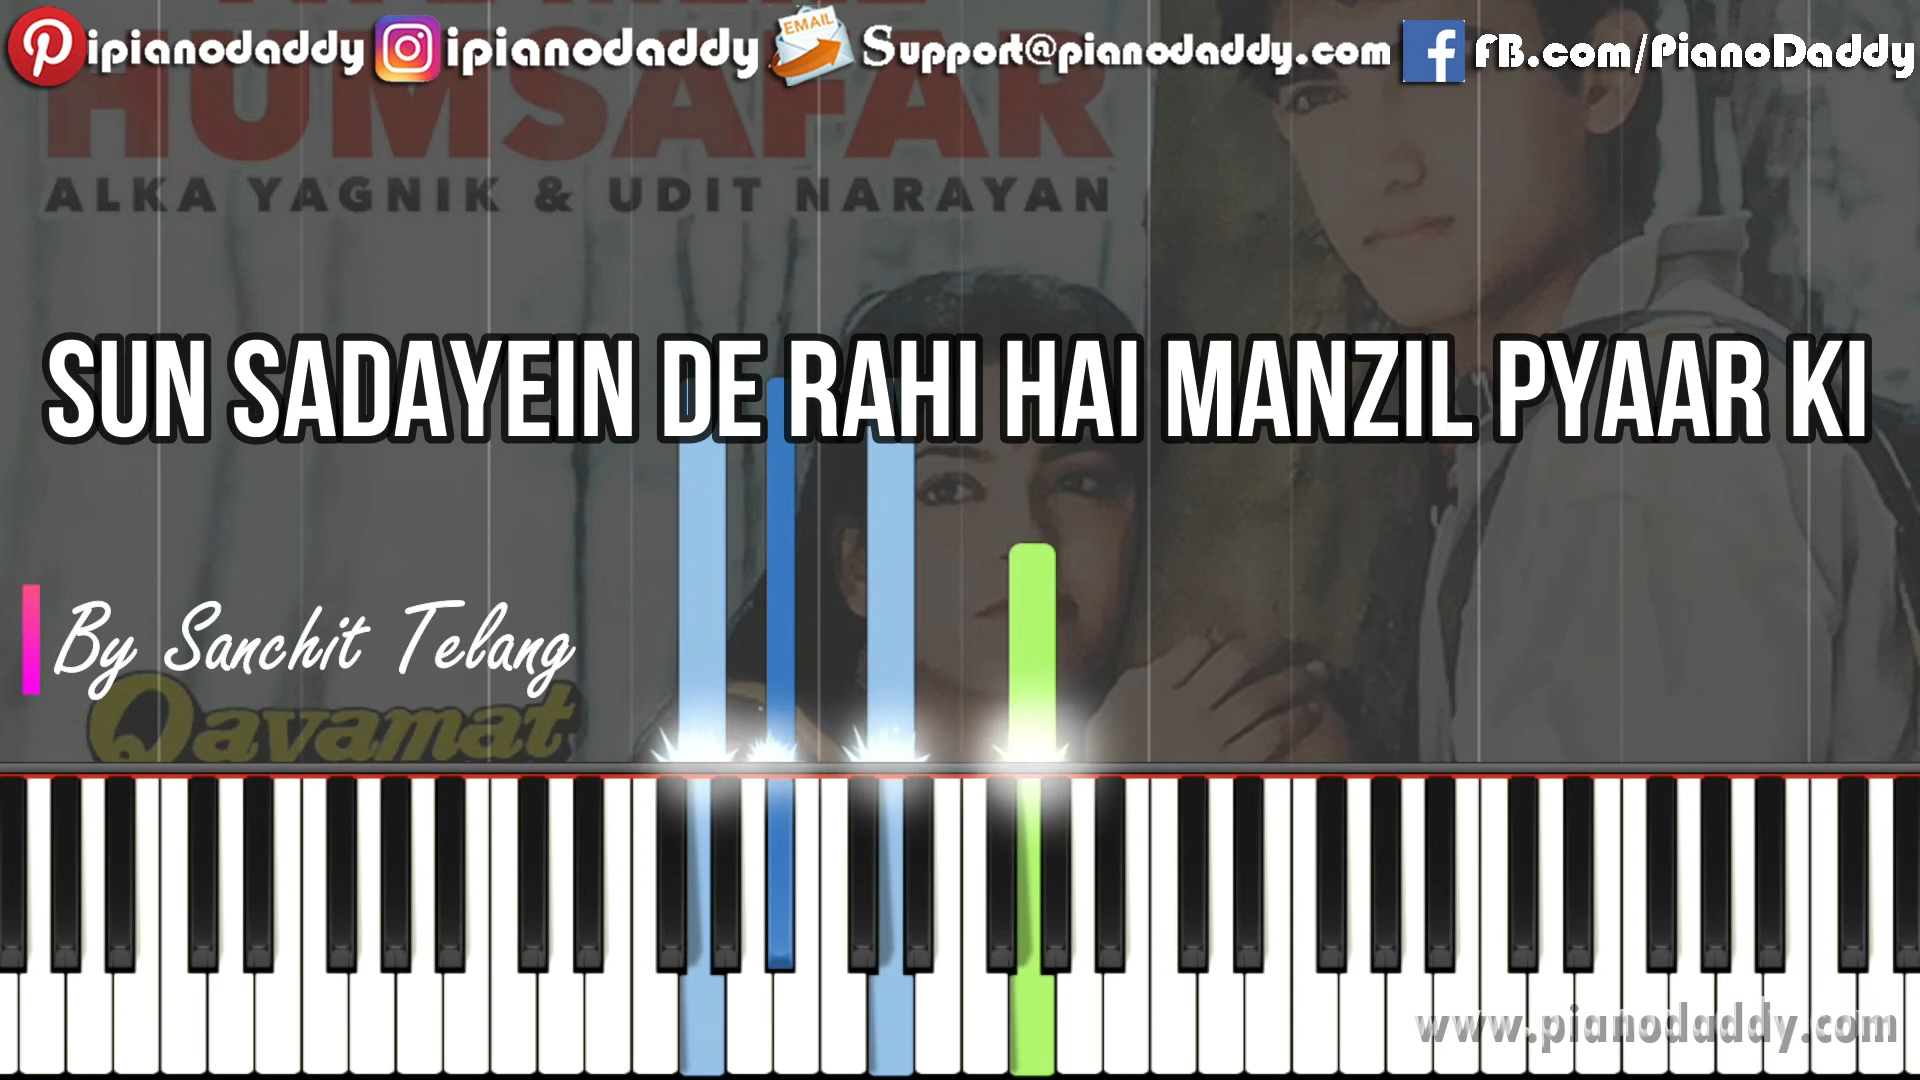 ipianodaddy ipianodaddy EMAIL Support@pianodaddy.com FB.com/PianoDaddy
HUMSAFAR
ALKA YAGNIK & UDIT NARAYAN
SUN SADAYEIN DE RAHI HAI MANZIL PYAAR KI
By Sanchit Telang
Qavamat
www.pianodaddy.com